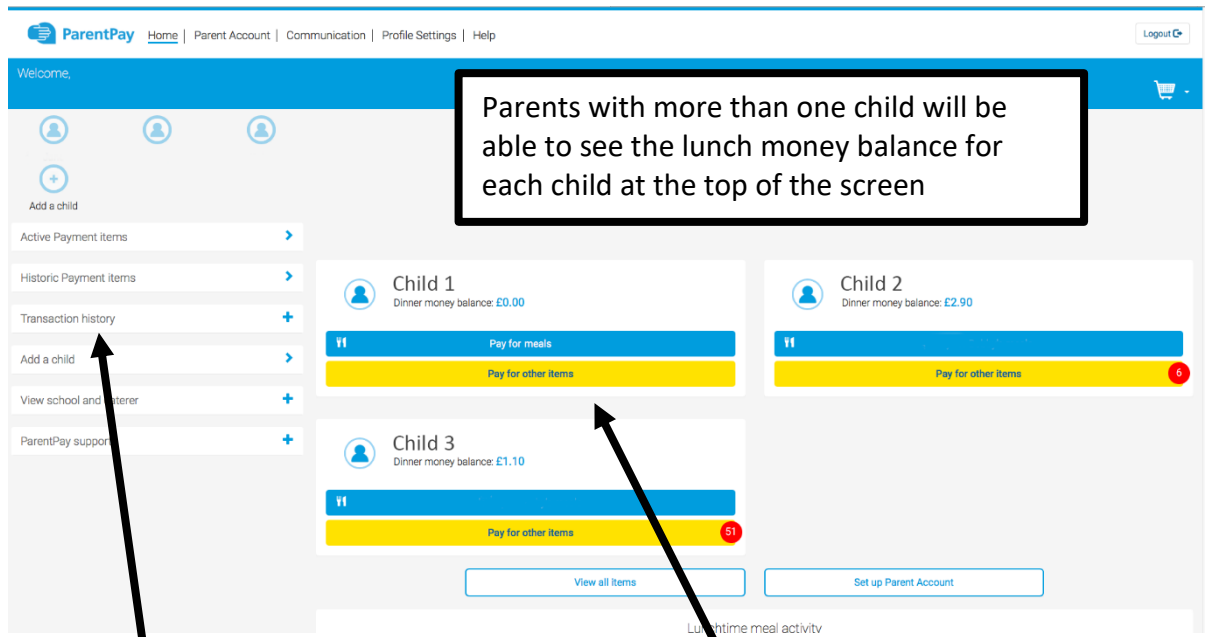 ParentPay Home | Parent Account | Communication | Profile Settings | Help
Logout
Welcome,
Parents with more than one child will be
able to see the lunch money balance for
each child at the top of the screen
Add a child
Active Payment items
Historic Payment items
Transaction history
Add a child
View school and caterer
ParentPay support
Child 1
Dinner money balance: £0.00
Pay for meals
Pay for other items
Child 2
Dinner money balance: £2.90
Pay for other items 6
Child 3
Dinner money balance: £1.10
Pay for other items 51
View all items
Set up Parent Account
Lunchtime meal activity